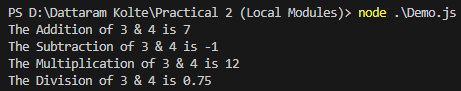 PS D:\Dattaram Kolte\Practical 2 (Local Modules)> node .\Demo.js
The Addition of 3 & 4 is 7
The Subtraction of 3 & 4 is -1
The Multiplication of 3 & 4 is 12
The Division of 3 & 4 is 0.75